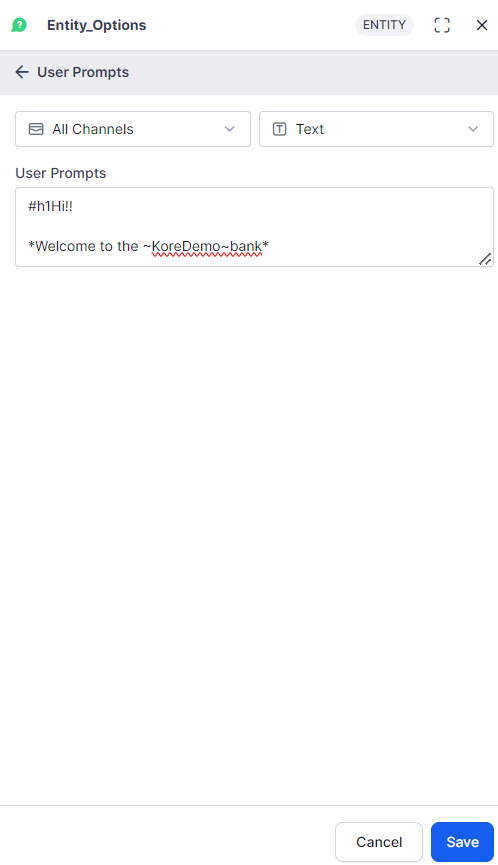 Entity_Options
ENTITY
User Prompts
All Channels
Text
User Prompts
#h1Hi!!
*Welcome to the ~KoreDemo~bank*
Cancel
Save